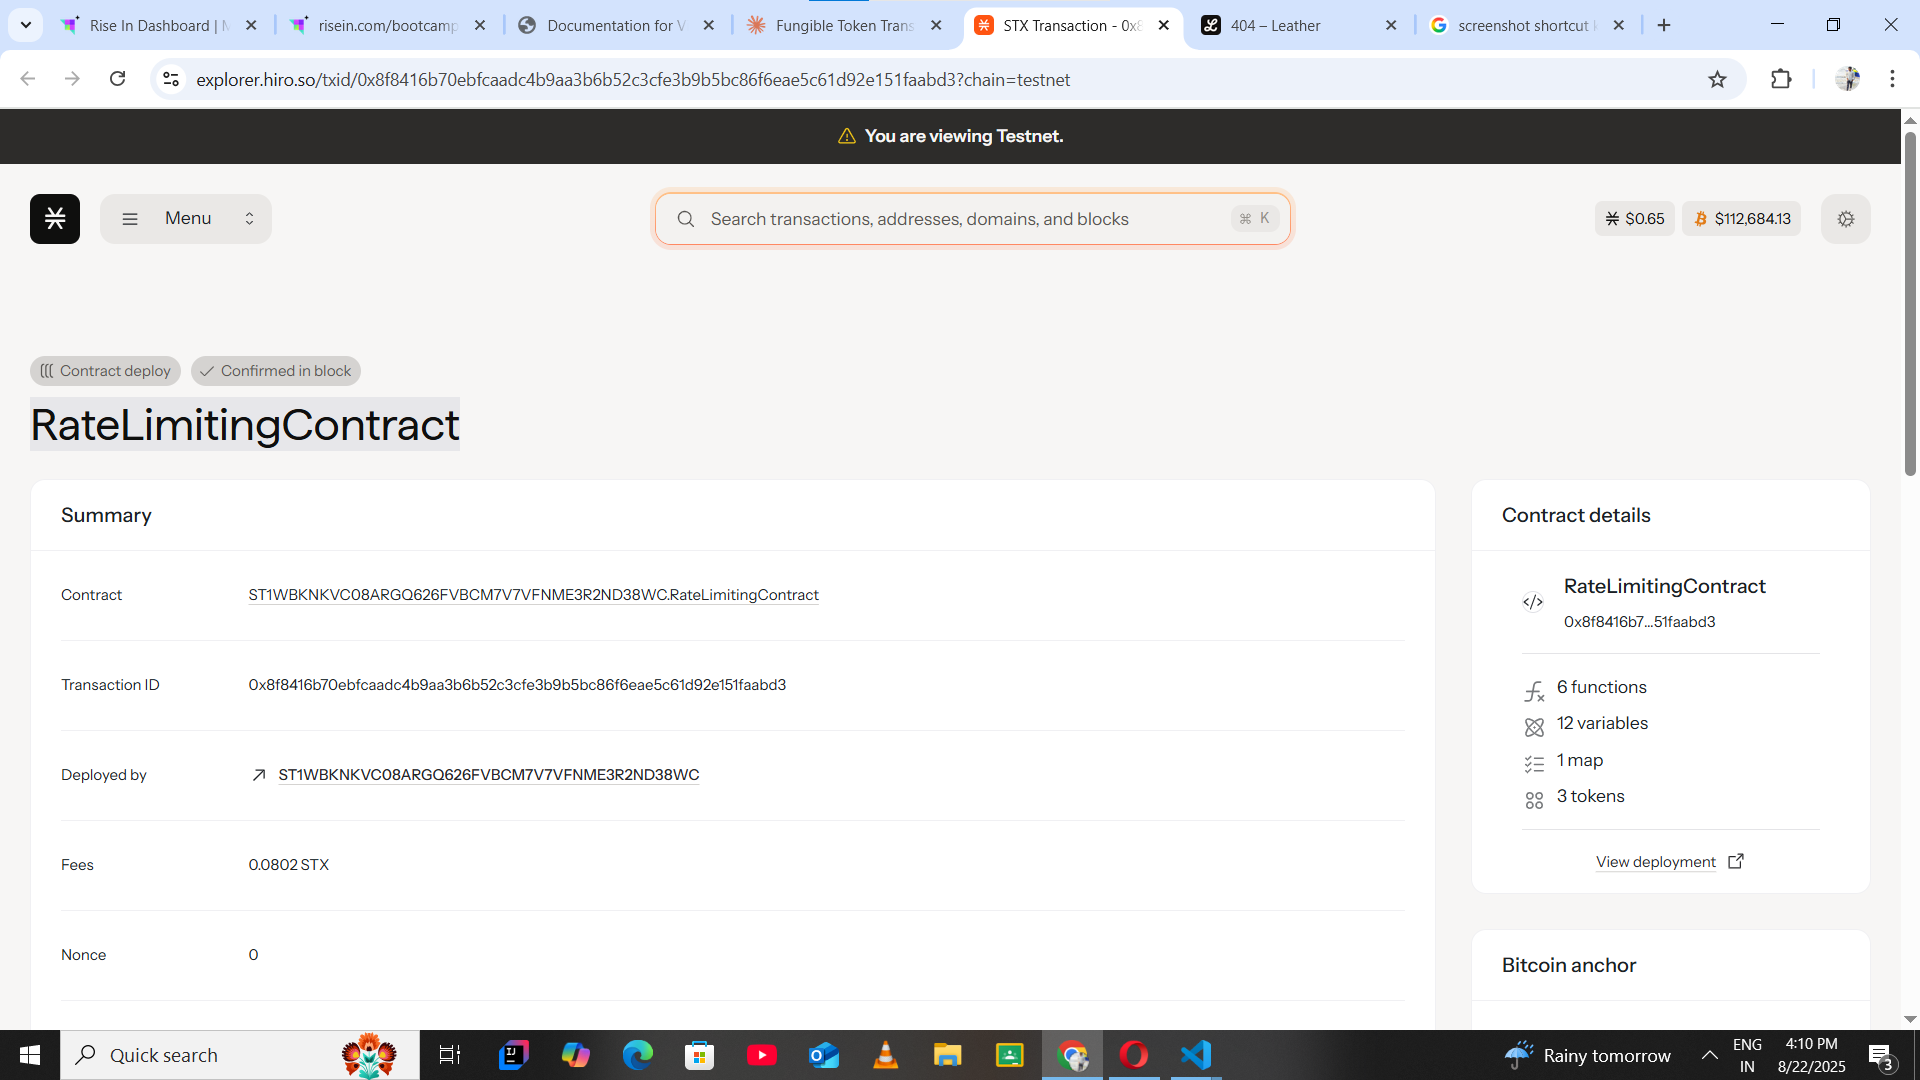 Rise In Dashboard | M
risein.com/bootcamp
Documentation for V
Fungible Token Trans
STX Transaction - 0x8
404 – Leather
screenshot shortcut k
explorer.hiro.so/txid/0x8f8416b70ebfcaadc4b9aa3b6b52c3cfe3b9b5bc86f6eae5c61d92e151faabd3?chain=testnet
You are viewing Testnet.
Menu
Search transactions, addresses, domains, and blocks
⌘ K
$0.65
$112,684.13
Contract deploy
Confirmed in block
RateLimitingContract
Summary
Contract
ST1WBKNKVC08ARGQ626FVBCM7V7VFNME3R2ND38WC.RateLimitingContract
Transaction ID
0x8f8416b70ebfcaadc4b9aa3b6b52c3cfe3b9b5bc86f6eae5c61d92e151faabd3
Deployed by
ST1WBKNKVC08ARGQ626FVBCM7V7VFNME3R2ND38WC
Fees
0.0802 STX
Nonce
0
Contract details
RateLimitingContract
0x8f8416b7...51faabd3
6 functions
12 variables
1 map
3 tokens
View deployment
Bitcoin anchor
Quick search
Rainy tomorrow
ENG
IN
4:10 PM
8/22/2025
3